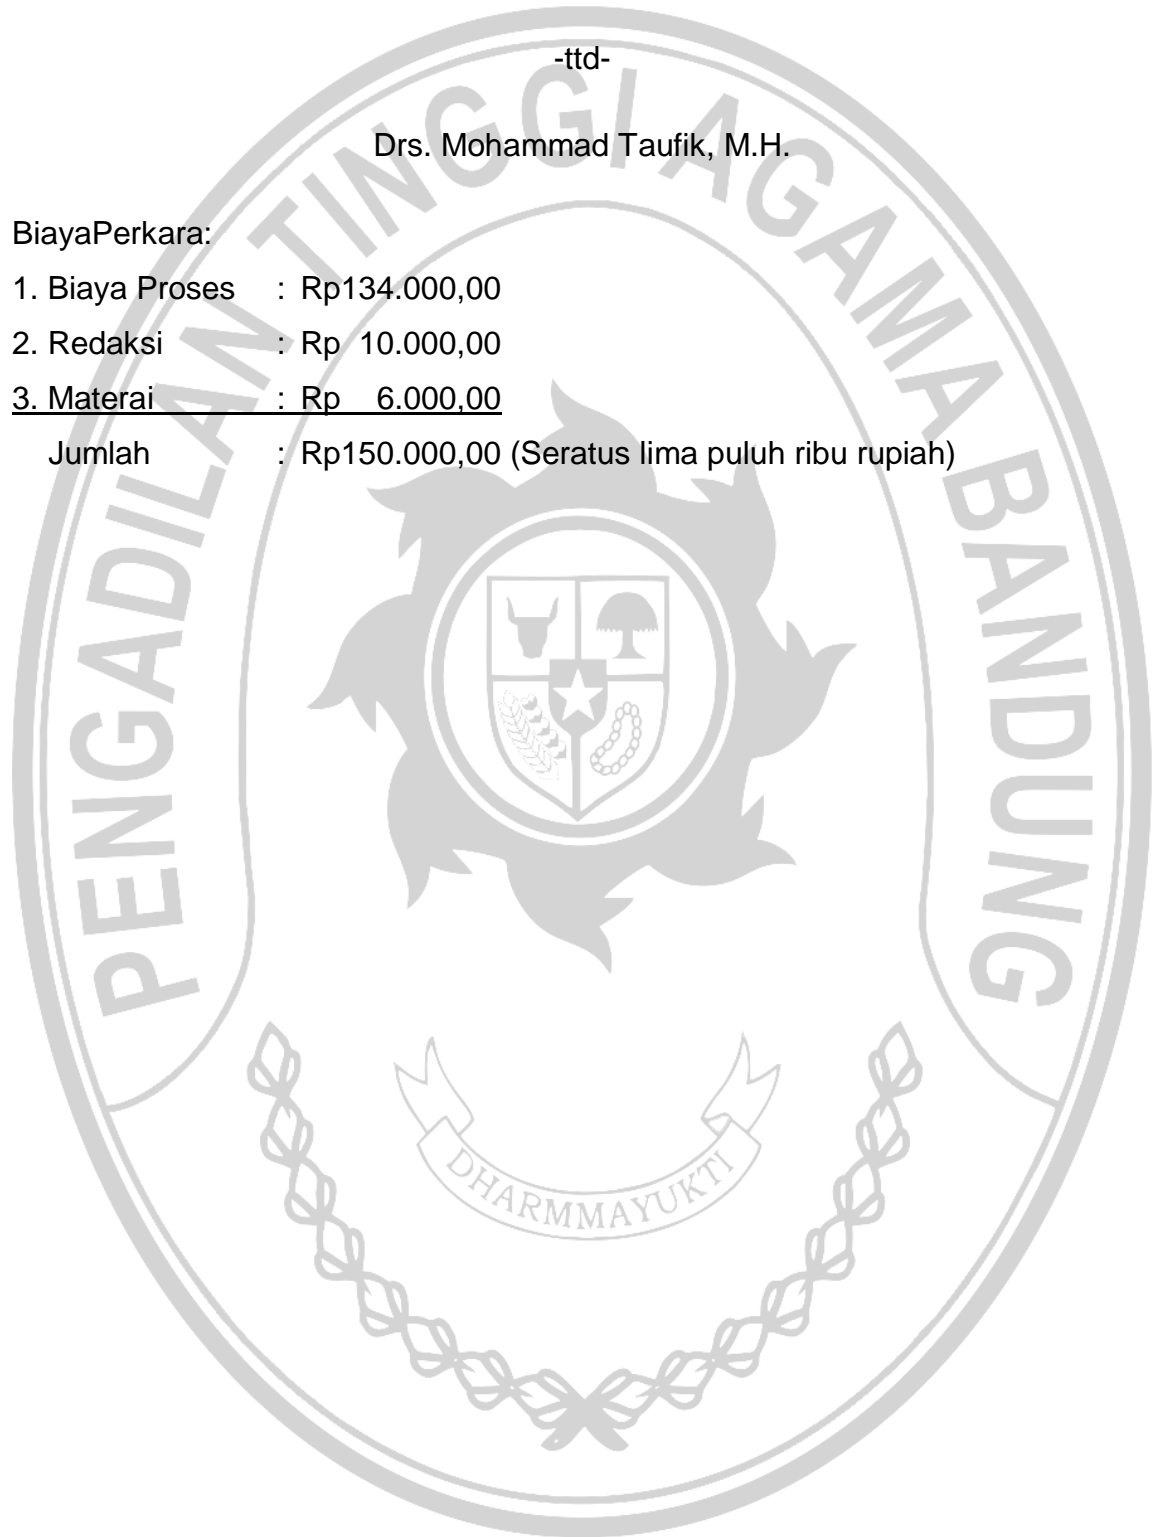 -ttd-
Drs. Mohammad Taufik, M.H.
BiayaPerkara:
1. Biaya Proses : Rp134.000,00
2. Redaksi : Rp 10.000,00
3. Materai : Rp 6.000,00
Jumlah : Rp150.000,00 (Seratus lima puluh ribu rupiah)
PENGADILAN TINGGI AGAMA BANDUNG
DHARMMAYUKTI